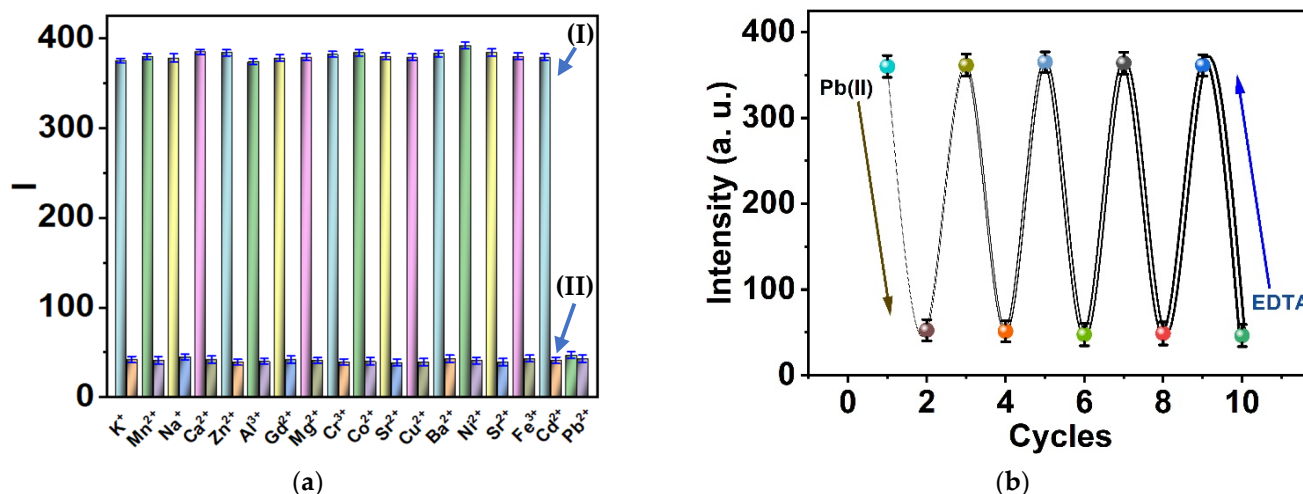 400
300
200
100
0
I
(I)
(II)
K⁺ Mn²⁺ Na⁺ Ca²⁺ Zn²⁺ Al³⁺ Gd²⁺ Mg²⁺ Cr³⁺ Co²⁺ Sr²⁺ Cu²⁺ Ba²⁺ Ni²⁺ Sr²⁺ Fe³⁺ Cd²⁺ Pb²⁺
(a)
400
300
200
100
0
Intensity (a. u.)
Pb(II)
EDTA
0 2 4 6 8 10
Cycles
(b)